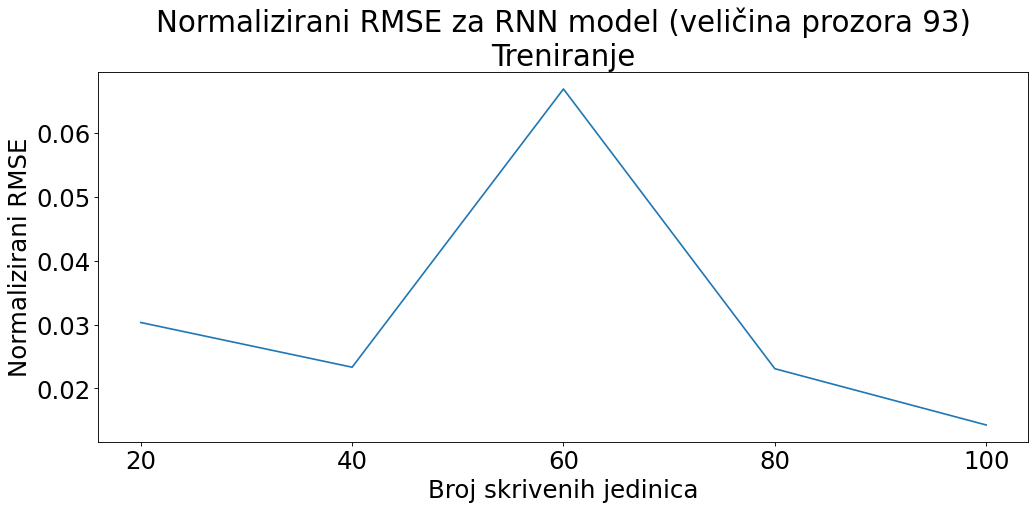 Normalizirani RMSE za RNN model (veličina prozora 93)
Treniranje
Normalizirani RMSE
0.06
0.05
0.04
0.03
0.02
20 40 60 80 100
Broj skrivenih jedinica